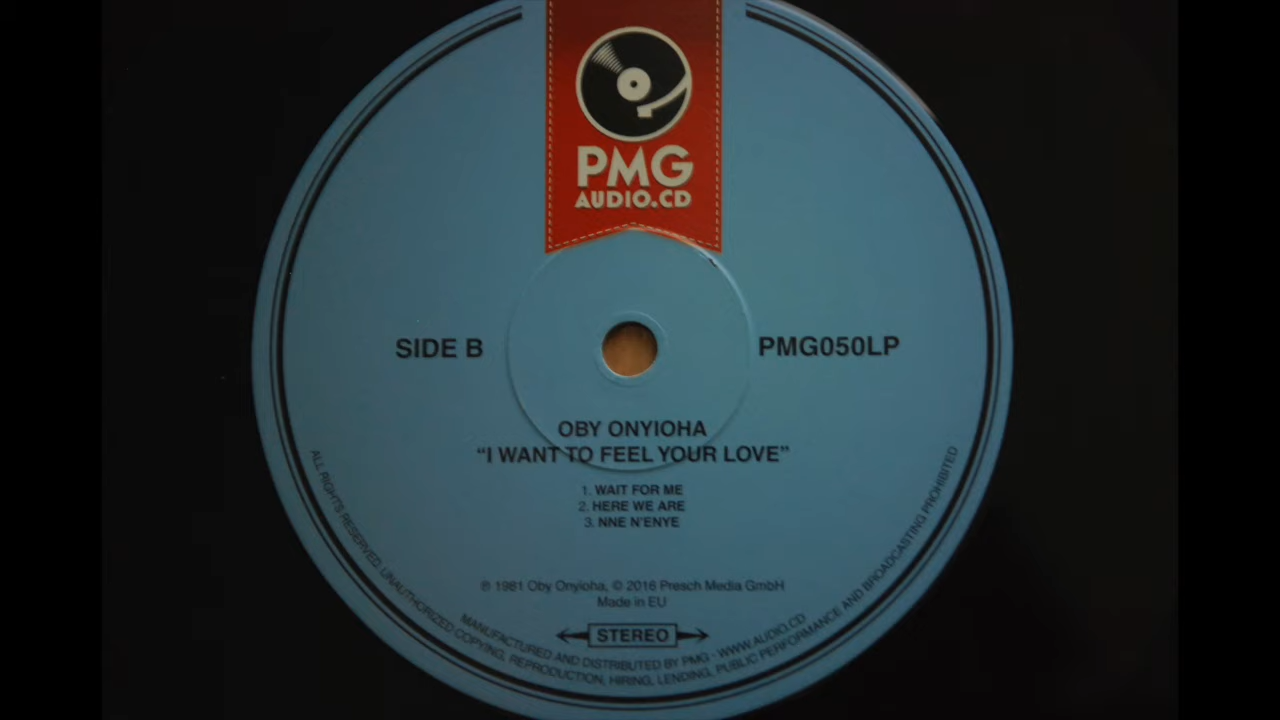 PMG
AUDIO.CD
SIDE B
PMG050LP
OBY ONYIOHA
“I WANT TO FEEL YOUR LOVE”
1. WAIT FOR ME
2. HERE WE ARE
3. NNE N'ENYE
℗ 1981 Oby Onyioha, © 2016 Presch Media GmbH
Made in EU
STEREO
MANUFACTURED AND DISTRIBUTED BY PMG - WWW.AUDIO.CD
ALL RIGHTS RESERVED. UNAUTHORIZED COPYING, REPRODUCTION, HIRING, LENDING, PUBLIC PERFORMANCE AND BROADCASTING PROHIBITED